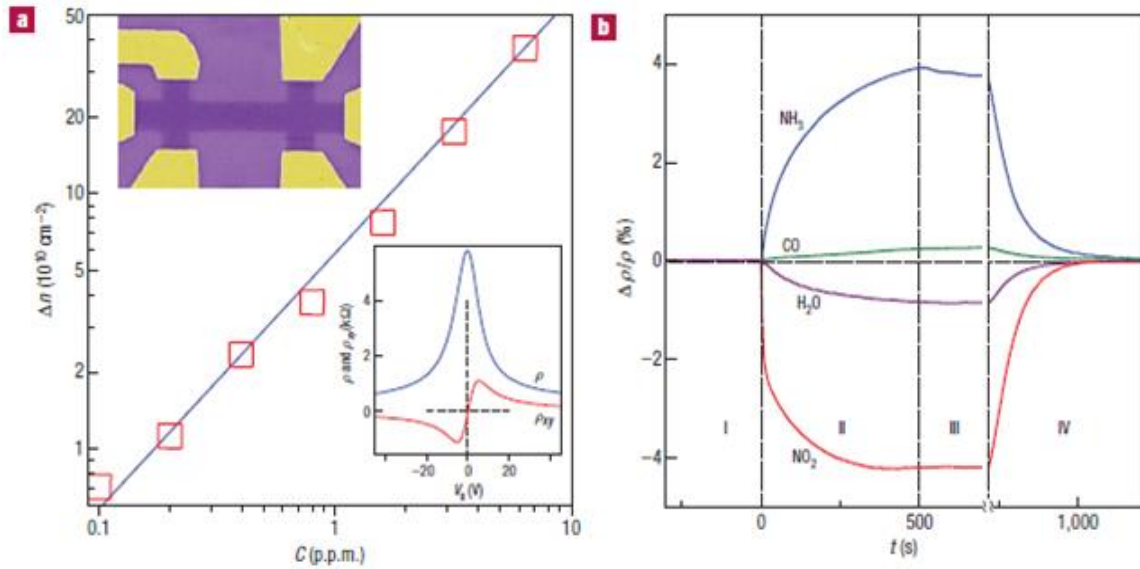 a
50
20
10
5
2
1
Δn (10¹⁰ cm⁻²)
0.1
1
10
C (p.p.m.)
ρ and ρxy (kΩ)
4
2
0
ρ
ρxy
−20
0
20
Vg (V)
b
4
2
0
−2
−4
Δρ/ρ (%)
NH₃
CO
H₂O
NO₂
I
II
III
IV
0
500
1,000
t (s)